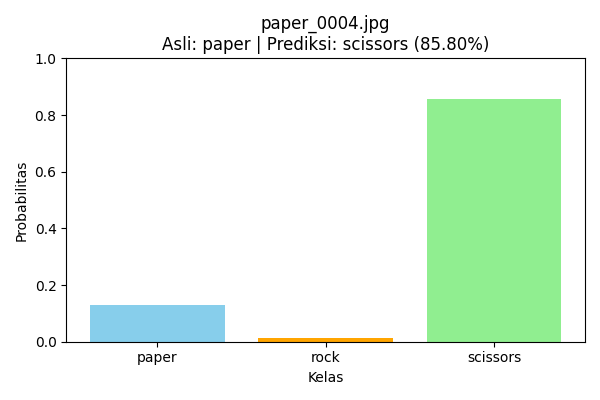 paper_0004.jpg
Asli: paper | Prediksi: scissors (85.80%)
1.0
0.8
0.6
0.4
0.2
0.0
Probabilitas
paper rock scissors
Kelas